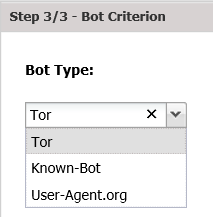 Step 3/3 - Bot Criterion
Bot Type:
Tor
Tor
Known-Bot
User-Agent.org